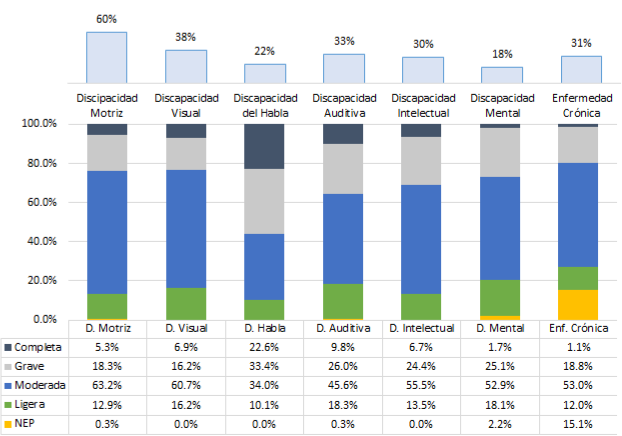 60%
38%
22%
33%
30%
18%
31%
Discipacidad Motriz
Discapacidad Visual
Discapacidad del Habla
Discapacidad Auditiva
Discapacidad Intelectual
Discapacidad Mental
Enfermedad Crónica
100.0%
80.0%
60.0%
40.0%
20.0%
0.0%
D. Motriz D. Visual D. Habla D. Auditiva D. Intelectual D. Mental Enf. Crónica
Completa 5.3% 6.9% 22.6% 9.8% 6.7% 1.7% 1.1%
Grave 18.3% 16.2% 33.4% 26.0% 24.4% 25.1% 18.8%
Moderada 63.2% 60.7% 34.0% 45.6% 55.5% 52.9% 53.0%
Ligera 12.9% 16.2% 10.1% 18.3% 13.5% 18.1% 12.0%
NEP 0.3% 0.0% 0.0% 0.3% 0.0% 2.2% 15.1%